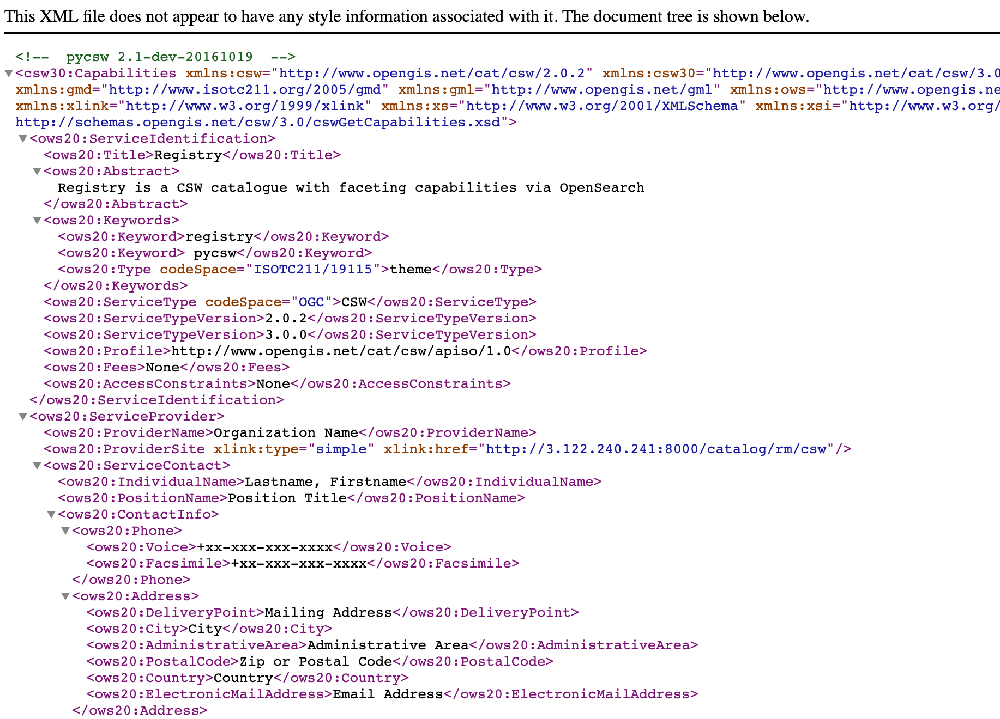 This XML file does not appear to have any style information associated with it. The document tree is shown below.
<!-- pycsw 2.1-dev-20161019 -->
<csw30:Capabilities xmlns:csw="http://www.opengis.net/cat/csw/2.0.2" xmlns:csw30="http://www.opengis.net/cat/csw/3.0
xmlns:gmd="http://www.isotc211.org/2005/gmd" xmlns:gml="http://www.opengis.net/gml" xmlns:ows="http://www.opengis.ne
xmlns:xlink="http://www.w3.org/1999/xlink" xmlns:xs="http://www.w3.org/2001/XMLSchema" xmlns:xsi="http://www.w3.org/
http://schemas.opengis.net/csw/3.0/cswGetCapabilities.xsd">
<ows20:ServiceIdentification>
<ows20:Title>Registry</ows20:Title>
<ows20:Abstract>
Registry is a CSW catalogue with faceting capabilities via OpenSearch
</ows20:Abstract>
<ows20:Keywords>
<ows20:Keyword>registry</ows20:Keyword>
<ows20:Keyword> pycsw</ows20:Keyword>
<ows20:Type codeSpace="ISOTC211/19115">theme</ows20:Type>
</ows20:Keywords>
<ows20:ServiceType codeSpace="OGC">CSW</ows20:ServiceType>
<ows20:ServiceTypeVersion>2.0.2</ows20:ServiceTypeVersion>
<ows20:ServiceTypeVersion>3.0.0</ows20:ServiceTypeVersion>
<ows20:Profile>http://www.opengis.net/cat/csw/apiso/1.0</ows20:Profile>
<ows20:Fees>None</ows20:Fees>
<ows20:AccessConstraints>None</ows20:AccessConstraints>
</ows20:ServiceIdentification>
<ows20:ServiceProvider>
<ows20:ProviderName>Organization Name</ows20:ProviderName>
<ows20:ProviderSite xlink:type="simple" xlink:href="http://3.122.240.241:8000/catalog/rm/csw"/>
<ows20:ServiceContact>
<ows20:IndividualName>Lastname, Firstname</ows20:IndividualName>
<ows20:PositionName>Position Title</ows20:PositionName>
<ows20:ContactInfo>
<ows20:Phone>
<ows20:Voice>+xx-xxx-xxx-xxxx</ows20:Voice>
<ows20:Facsimile>+xx-xxx-xxx-xxxx</ows20:Facsimile>
</ows20:Phone>
<ows20:Address>
<ows20:DeliveryPoint>Mailing Address</ows20:DeliveryPoint>
<ows20:City>City</ows20:City>
<ows20:AdministrativeArea>Administrative Area</ows20:AdministrativeArea>
<ows20:PostalCode>Zip or Postal Code</ows20:PostalCode>
<ows20:Country>Country</ows20:Country>
<ows20:ElectronicMailAddress>Email Address</ows20:ElectronicMailAddress>
</ows20:Address>